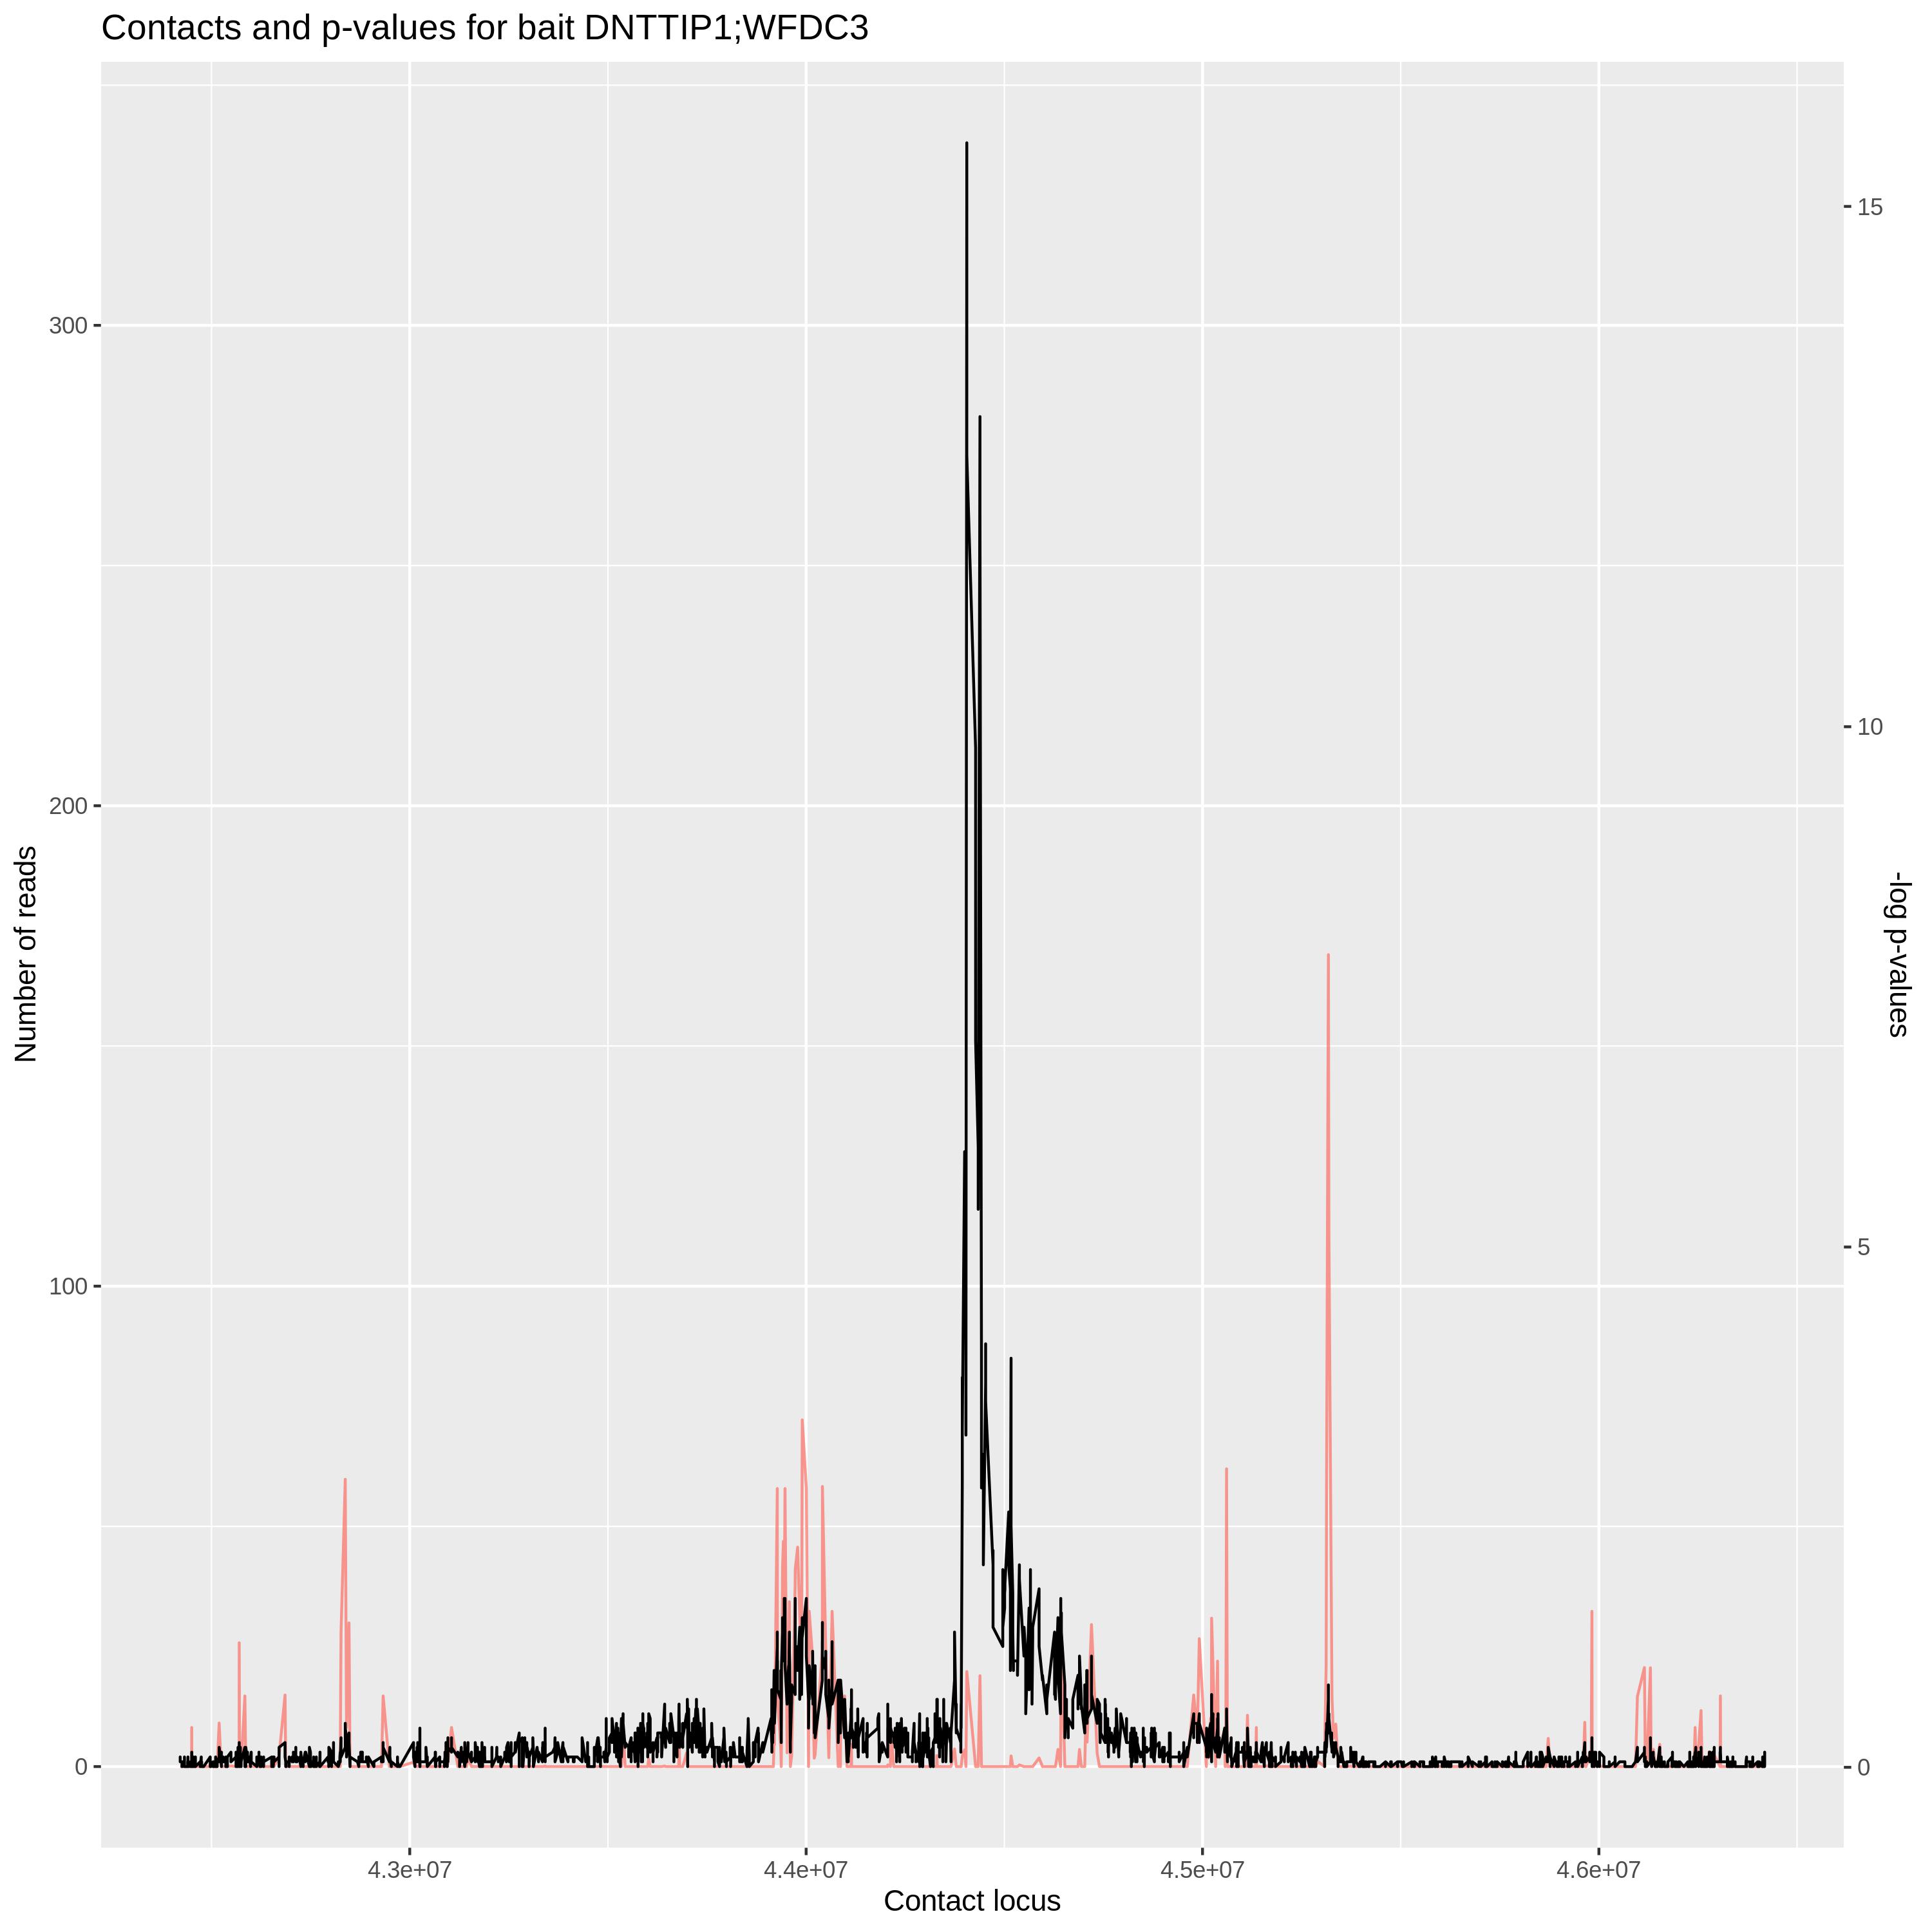 Contacts and p-values for bait DNTTIP1;WFDC3
Number of reads
300
200
100
0
15
10
5
0
-log p-values
4.3e+07
4.4e+07
4.5e+07
4.6e+07
Contact locus